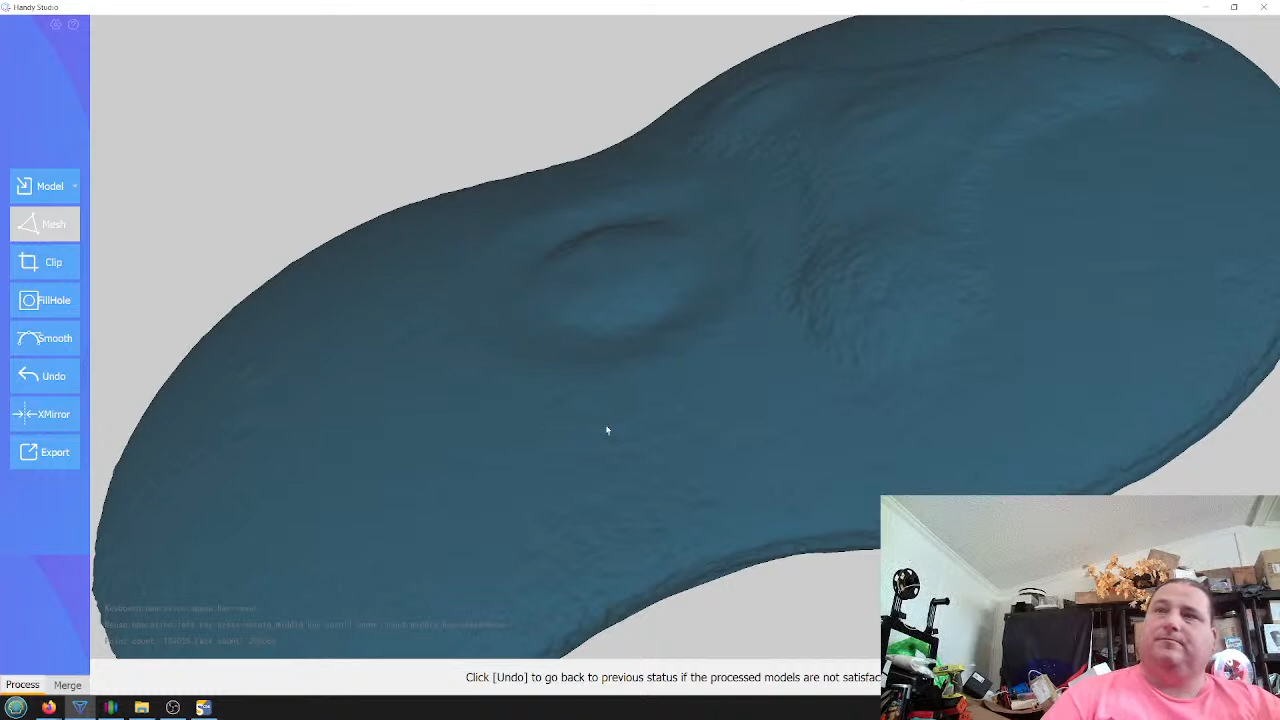 Handy Studio
Model
Mesh
Clip
FillHole
Smooth
Undo
XMirror
Export
Process
Merge
Click [Undo] to go back to previous status if the processed models are not satisfac